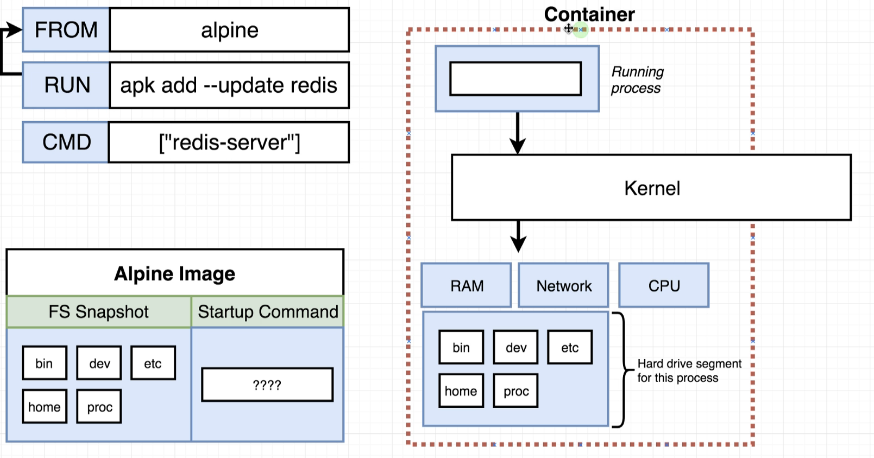 Container
FROM alpine
RUN apk add --update redis
CMD ["redis-server"]
Running
process
Kernel
RAM Network CPU
bin dev etc
home proc
Hard drive segment
for this process
Alpine Image
FS Snapshot Startup Command
bin dev etc
home proc
????